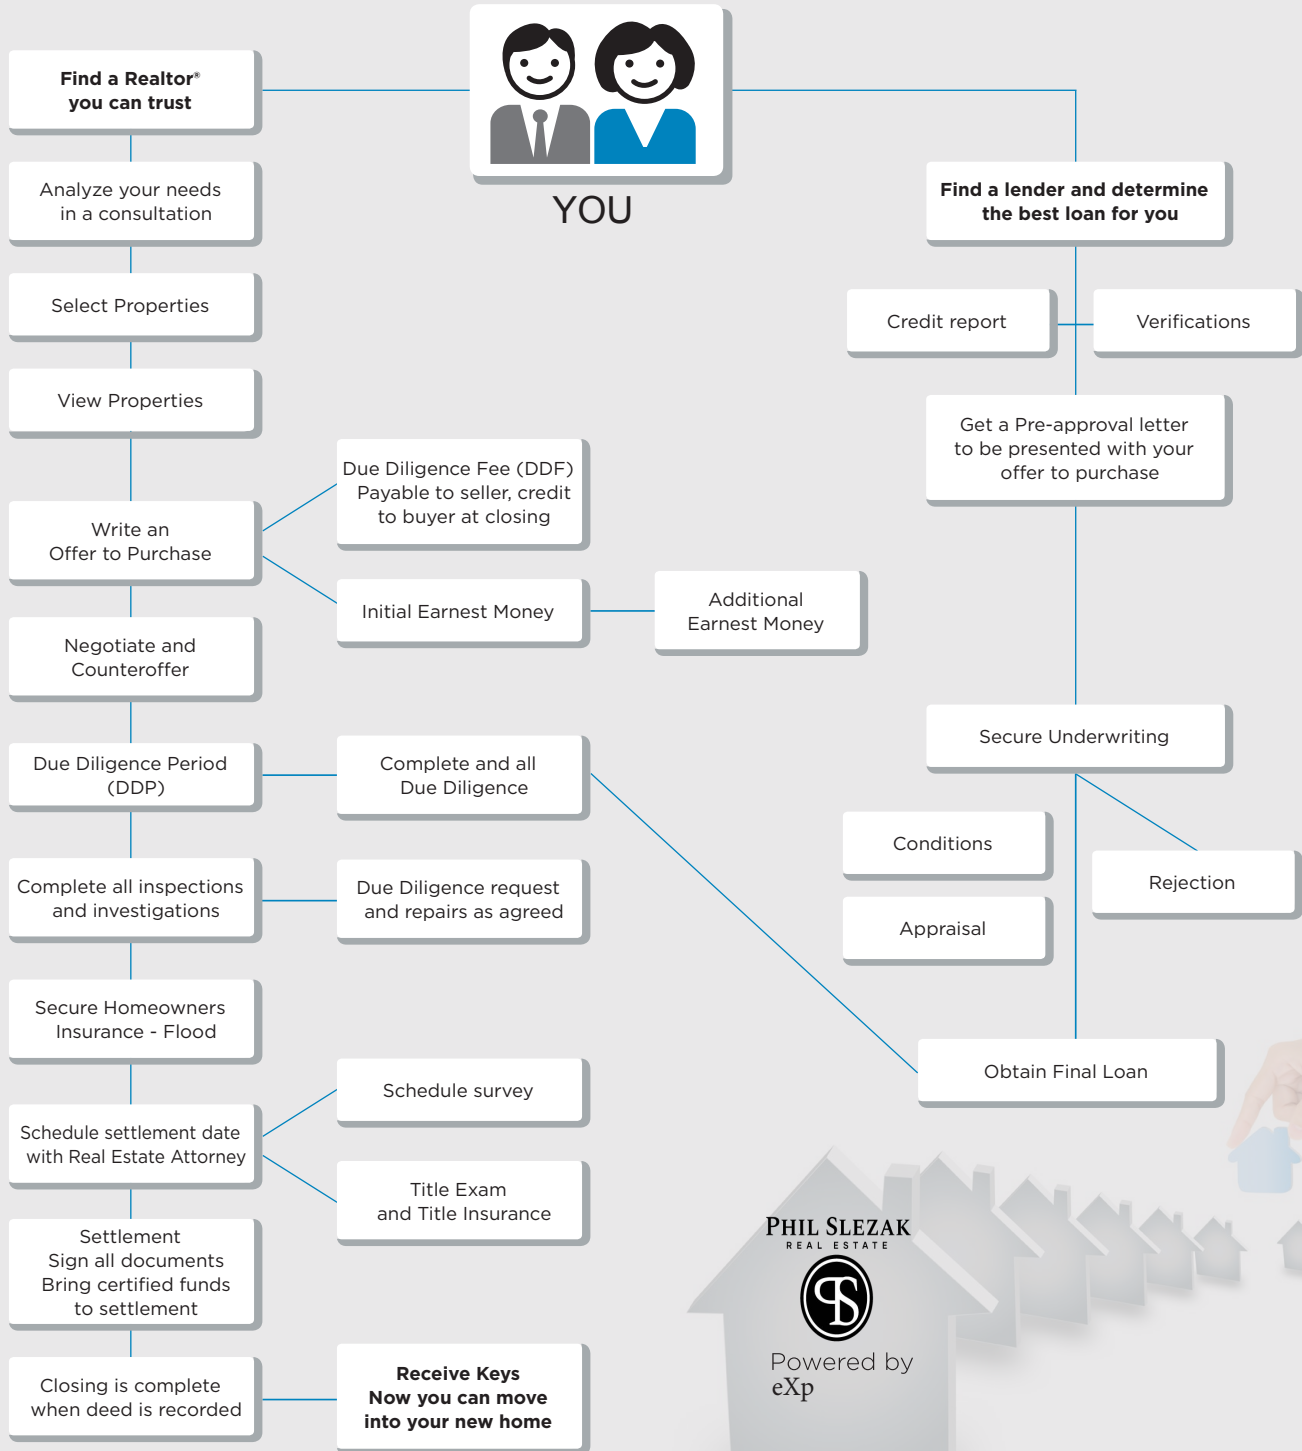 YOU
Find a Realtor®
you can trust
Analyze your needs
in a consultation
Select Properties
View Properties
Write an
Offer to Purchase
Due Diligence Fee (DDF)
Payable to seller, credit
to buyer at closing
Initial Earnest Money
Additional
Earnest Money
Negotiate and
Counteroffer
Due Diligence Period
(DDP)
Complete and all
Due Diligence
Complete all inspections
and investigations
Due Diligence request
and repairs as agreed
Secure Homeowners
Insurance - Flood
Schedule settlement date
with Real Estate Attorney
Schedule survey
Title Exam
and Title Insurance
Settlement
Sign all documents
Bring certified funds
to settlement
Closing is complete
when deed is recorded
Receive Keys
Now you can move
into your new home
Find a lender and determine
the best loan for you
Credit report
Verifications
Get a Pre-approval letter
to be presented with your
offer to purchase
Secure Underwriting
Conditions
Appraisal
Rejection
Obtain Final Loan
PHIL SLEZAK
REAL ESTATE
PS
Powered by
eXp